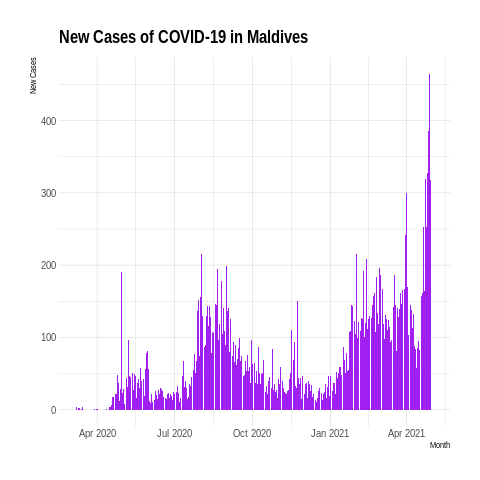 New Cases of COVID-19 in Maldives
New Cases
400
300
200
100
0
Apr 2020 Jul 2020 Oct 2020 Jan 2021 Apr 2021
Month